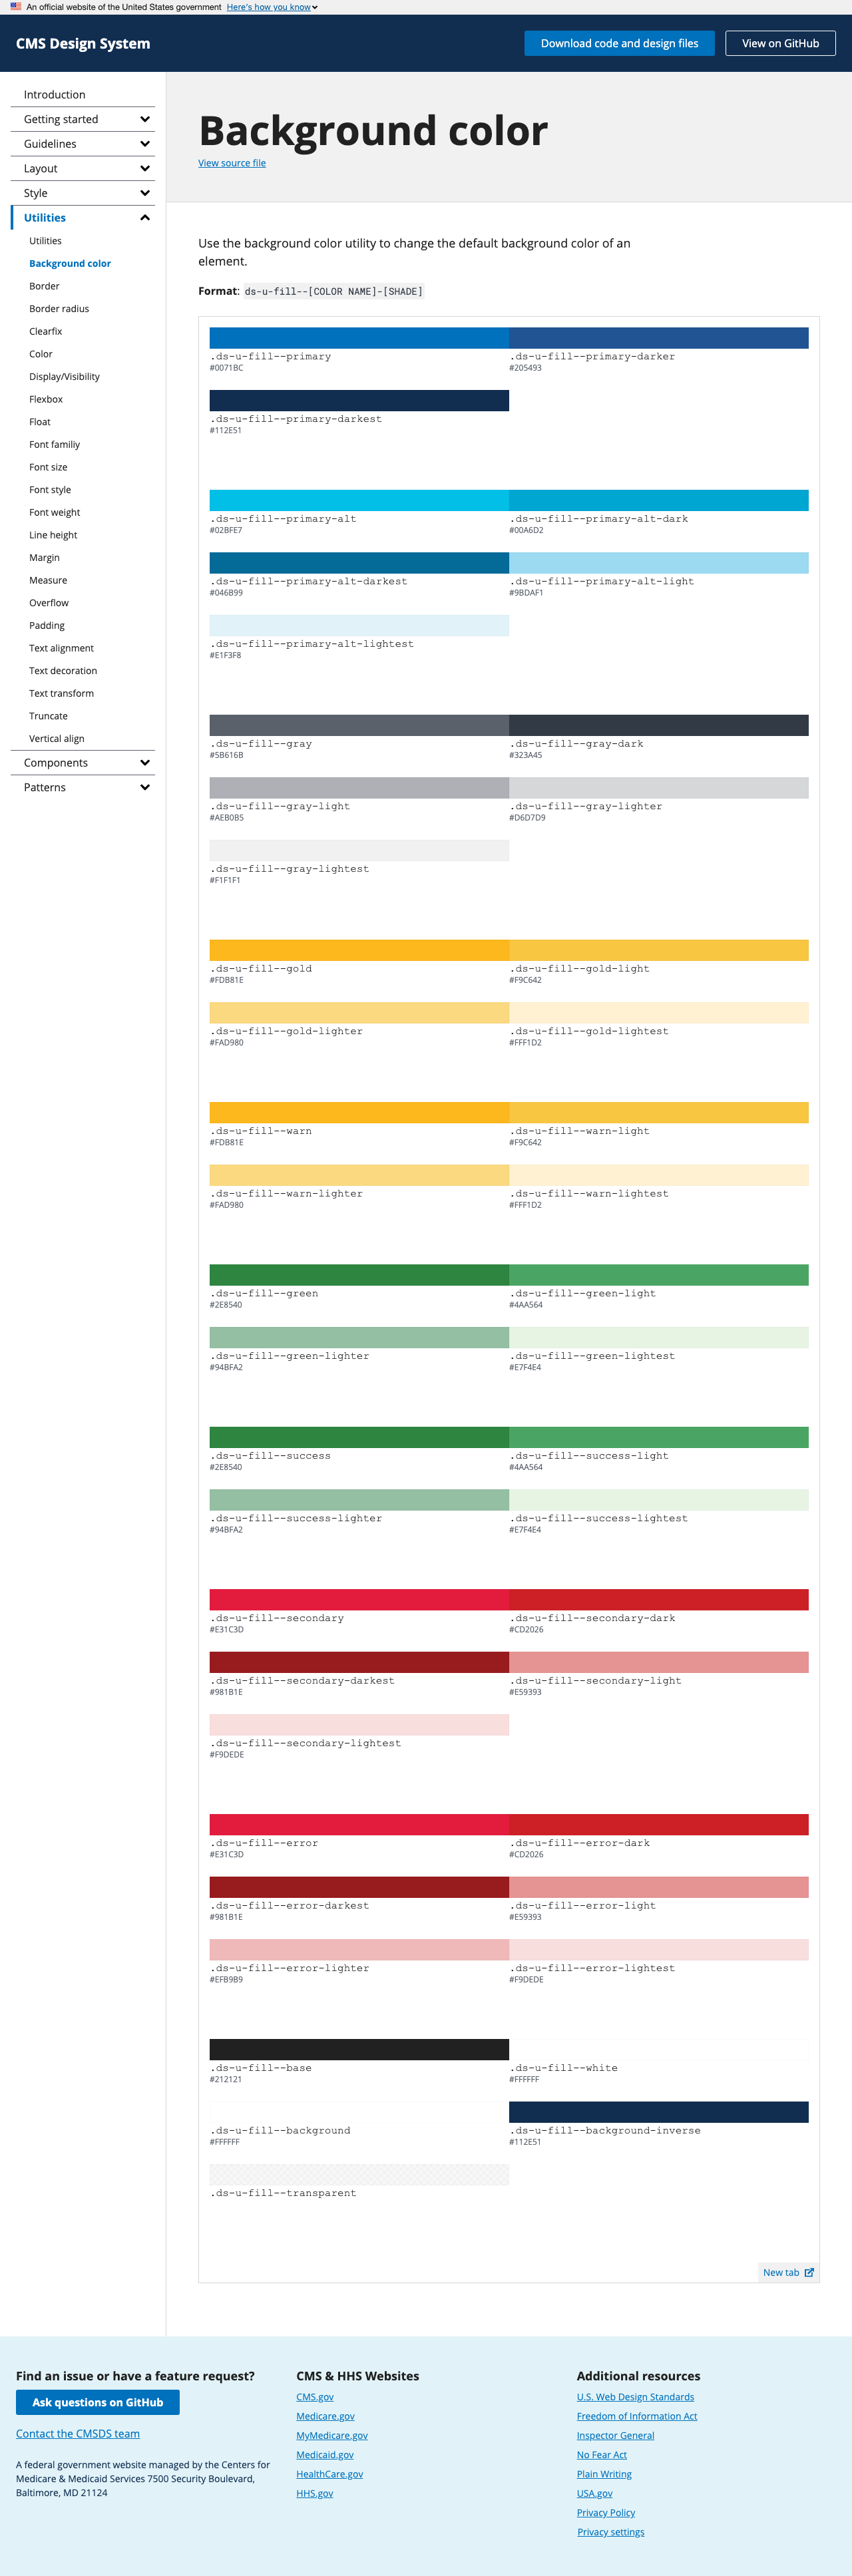 An official website of the United States government Here's how you know
CMS Design System
Download code and design files
View on GitHub
Introduction
Getting started
Guidelines
Layout
Style
Utilities
Utilities
Background color
Border
Border radius
Clearfix
Color
Display/Visibility
Flexbox
Float
Font familiy
Font size
Font style
Font weight
Line height
Margin
Measure
Overflow
Padding
Text alignment
Text decoration
Text transform
Truncate
Vertical align
Components
Patterns
Background color
View source file
Use the background color utility to change the default background color of an
element.
Format: ds-u-fill--[COLOR NAME]-[SHADE]
.ds-u-fill--primary
#0071BC
.ds-u-fill--primary-darker
#205493
.ds-u-fill--primary-darkest
#112E51
.ds-u-fill--primary-alt
#02BFE7
.ds-u-fill--primary-alt-dark
#00A6D2
.ds-u-fill--primary-alt-darkest
#046B99
.ds-u-fill--primary-alt-light
#9BDAF1
.ds-u-fill--primary-alt-lightest
#E1F3F8
.ds-u-fill--gray
#5B616B
.ds-u-fill--gray-dark
#323A45
.ds-u-fill--gray-light
#AEB0B5
.ds-u-fill--gray-lighter
#D6D7D9
.ds-u-fill--gray-lightest
#F1F1F1
.ds-u-fill--gold
#FDB81E
.ds-u-fill--gold-light
#F9C642
.ds-u-fill--gold-lighter
#FAD980
.ds-u-fill--gold-lightest
#FFF1D2
.ds-u-fill--warn
#FDB81E
.ds-u-fill--warn-light
#F9C642
.ds-u-fill--warn-lighter
#FAD980
.ds-u-fill--warn-lightest
#FFF1D2
.ds-u-fill--green
#2E8540
.ds-u-fill--green-light
#4AA564
.ds-u-fill--green-lighter
#94BFA2
.ds-u-fill--green-lightest
#E7F4E4
.ds-u-fill--success
#2E8540
.ds-u-fill--success-light
#4AA564
.ds-u-fill--success-lighter
#94BFA2
.ds-u-fill--success-lightest
#E7F4E4
.ds-u-fill--secondary
#E31C3D
.ds-u-fill--secondary-dark
#CD2026
.ds-u-fill--secondary-darkest
#981B1E
.ds-u-fill--secondary-light
#E59393
.ds-u-fill--secondary-lightest
#F9DEDE
.ds-u-fill--error
#E31C3D
.ds-u-fill--error-dark
#CD2026
.ds-u-fill--error-darkest
#981B1E
.ds-u-fill--error-light
#E59393
.ds-u-fill--error-lighter
#EFB9B9
.ds-u-fill--error-lightest
#F9DEDE
.ds-u-fill--base
#212121
.ds-u-fill--white
#FFFFFF
.ds-u-fill--background
#FFFFFF
.ds-u-fill--background-inverse
#112E51
.ds-u-fill--transparent
New tab
Find an issue or have a feature request?
Ask questions on GitHub
Contact the CMSDS team
A federal government website managed by the Centers for
Medicare & Medicaid Services 7500 Security Boulevard,
Baltimore, MD 21124
CMS & HHS Websites
CMS.gov
Medicare.gov
MyMedicare.gov
Medicaid.gov
HealthCare.gov
HHS.gov
Additional resources
U.S. Web Design Standards
Freedom of Information Act
Inspector General
No Fear Act
Plain Writing
USA.gov
Privacy Policy
Privacy settings